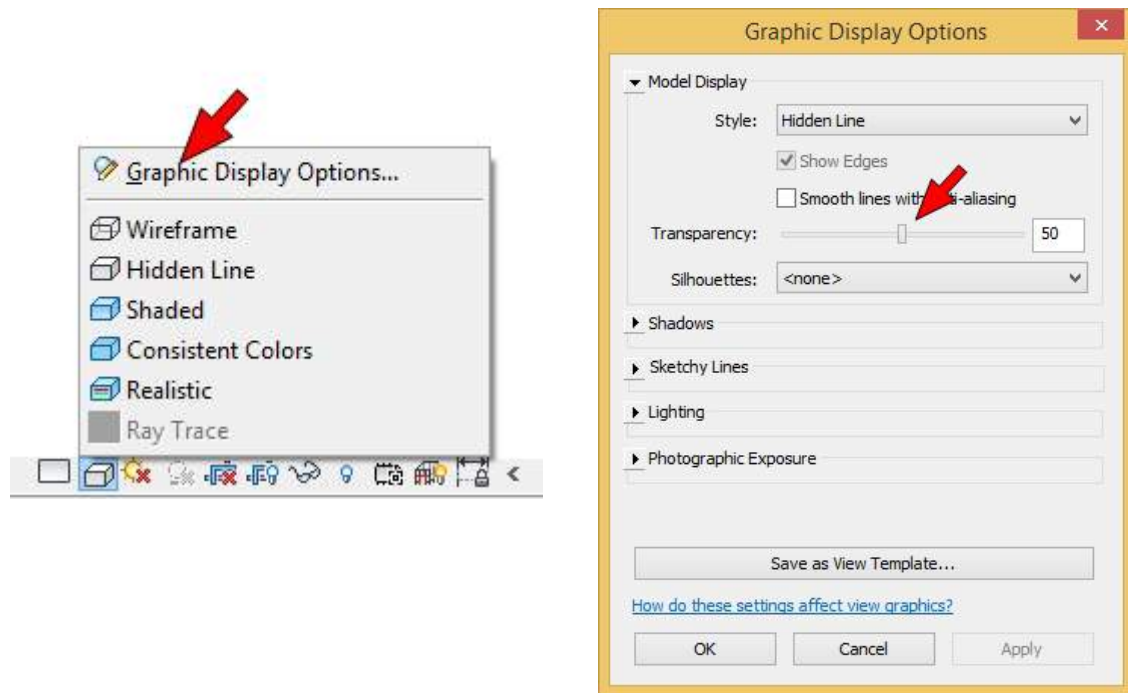 Graphic Display Options...
Wireframe
Hidden Line
Shaded
Consistent Colors
Realistic
Ray Trace
Graphic Display Options
Model Display
Style: Hidden Line
Show Edges
Smooth lines with -aliasing
Transparency: 50
Silhouettes: <none>
Shadows
Sketchy Lines
Lighting
Photographic Exposure
Save as View Template...
How do these settings affect view graphics?
OK Cancel Apply